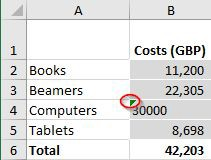 A B
1 Costs (GBP)
2 Books 11,200
3 Beamers 22,305
4 Computers 30000
5 Tablets 8,698
6 Total 42,203